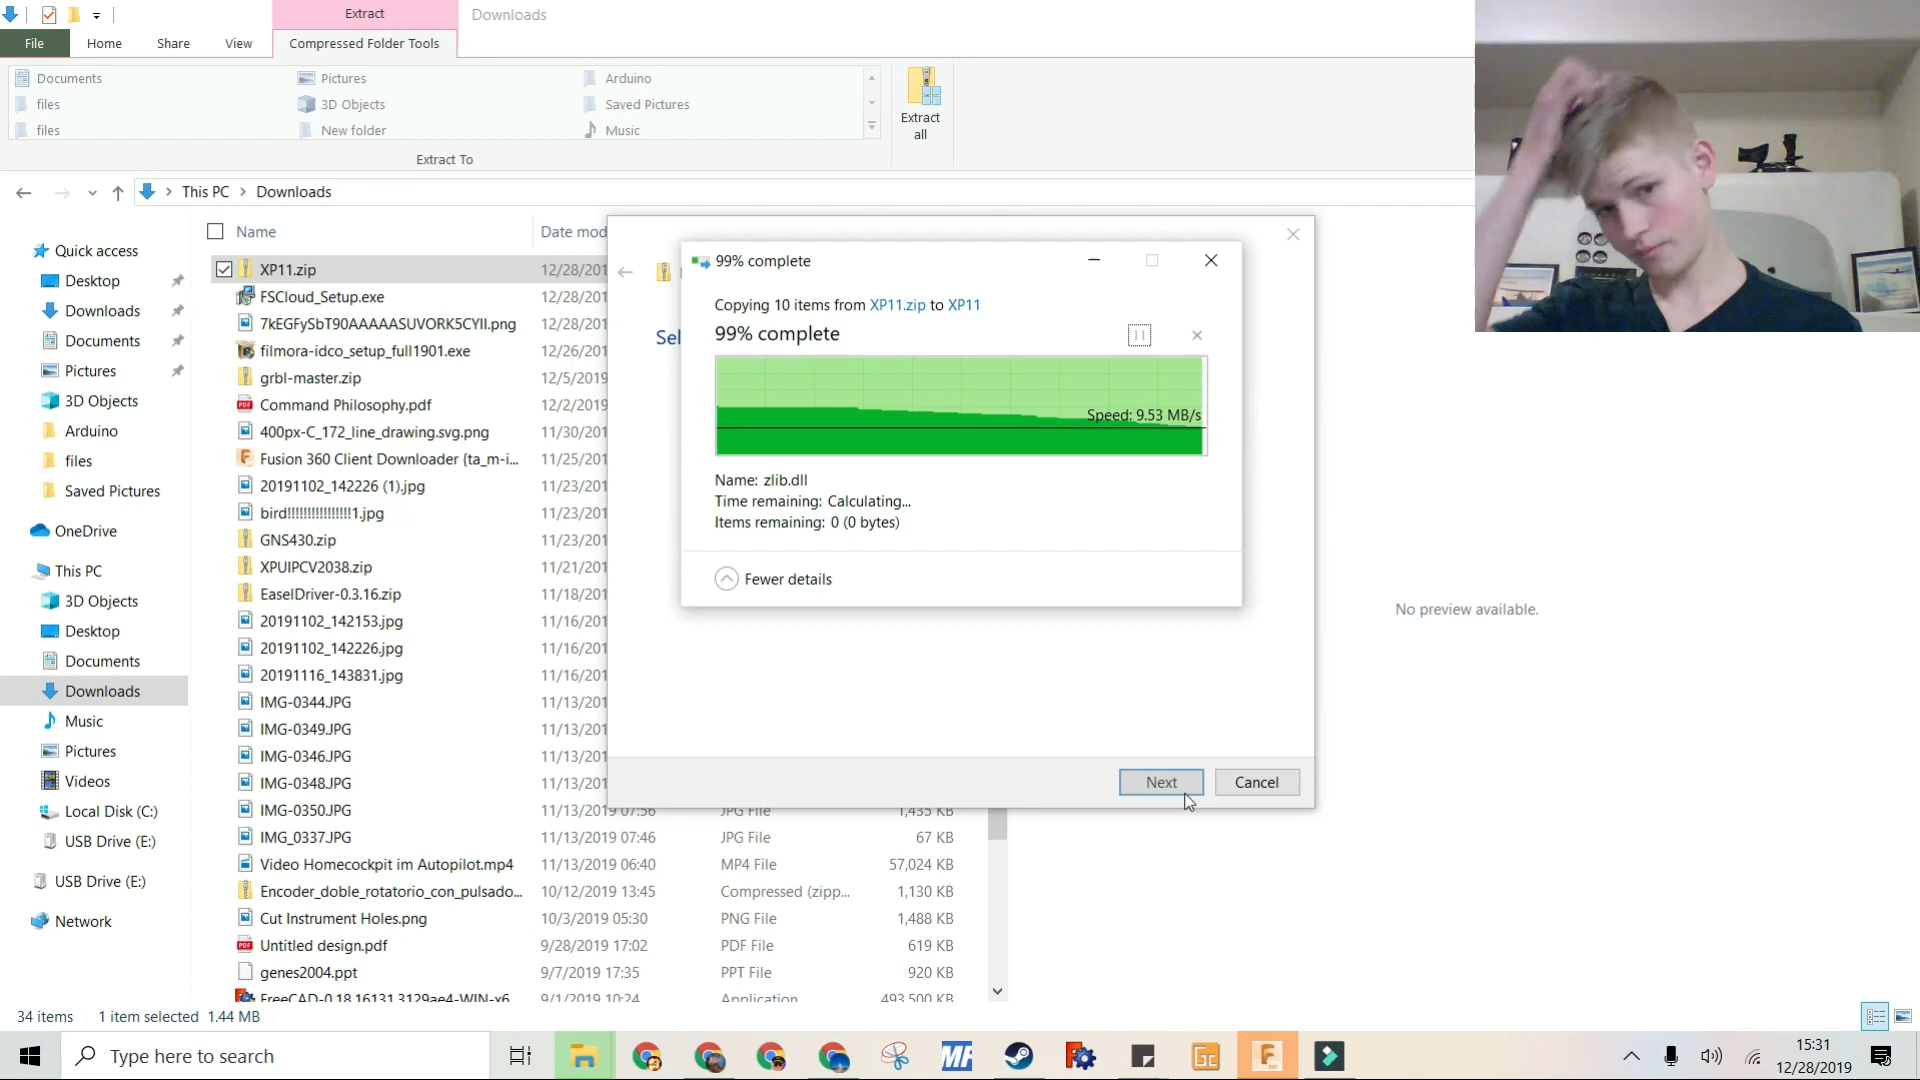 Extract
Downloads
File
Home
Share
View
Compressed Folder Tools
Documents
Pictures
Arduino
files
3D Objects
Saved Pictures
files
New folder
Music
Extract To
Extract
all
This PC
Downloads
Name
Date mod
Quick access
Desktop
Downloads
Documents
Pictures
3D Objects
Arduino
files
Saved Pictures
OneDrive
This PC
3D Objects
Desktop
Documents
Downloads
Music
Pictures
Videos
Local Disk (C:)
USB Drive (E:)
USB Drive (E:)
Network
XP11.zip 12/28/201
FSCloud_Setup.exe 12/28/201
7kEGFySbT90AAAAASUVORK5CYII.png 12/28/201
filmora-idco_setup_full1901.exe 12/26/201
grbl-master.zip 12/5/2019
Command Philosophy.pdf 12/2/2019
400px-C_172_line_drawing.svg.png 11/30/201
Fusion 360 Client Downloader {ta_m-i... 11/25/201
20191102_142226 (1).jpg 11/23/201
bird!!!!!!!!!!!!!!!!1.jpg 11/23/201
GNS430.zip 11/23/201
XPUIPCV2038.zip 11/21/201
EaselDriver-0.3.16.zip 11/18/201
20191102_142153.jpg 11/16/201
20191102_142226.jpg 11/16/201
20191116_143831.jpg 11/16/201
IMG-0344.JPG 11/13/201
IMG-0349.JPG 11/13/201
IMG-0346.JPG 11/13/201
IMG-0348.JPG 11/13/201
IMG-0350.JPG 11/13/2019 07:56 JPG File 1,435 KB
IMG_0337.JPG 11/13/2019 07:46 JPG File 67 KB
Video Homecockpit im Autopilot.mp4 11/13/2019 06:40 MP4 File 57,024 KB
Encoder_doble_rotatorio_con_pulsado... 10/12/2019 13:45 Compressed (zipp... 1,130 KB
Cut Instrument Holes.png 10/3/2019 05:30 PNG File 1,488 KB
Untitled design.pdf 9/28/2019 17:02 PDF File 619 KB
genes2004.ppt 9/7/2019 17:35 PPT File 920 KB
FreeCAD-0.18.16131.3129ae4-WIN-x6 9/1/2019 10:24 Application 493,500 KB
Sel
99% complete
Copying 10 items from XP11.zip to XP11
99% complete
Speed: 9.53 MB/s
Name: zlib.dll
Time remaining: Calculating...
Items remaining: 0 (0 bytes)
Fewer details
Next
Cancel
No preview available.
34 items 1 item selected 1.44 MB
Type here to search
MF
GC
F
15:31
12/28/2019